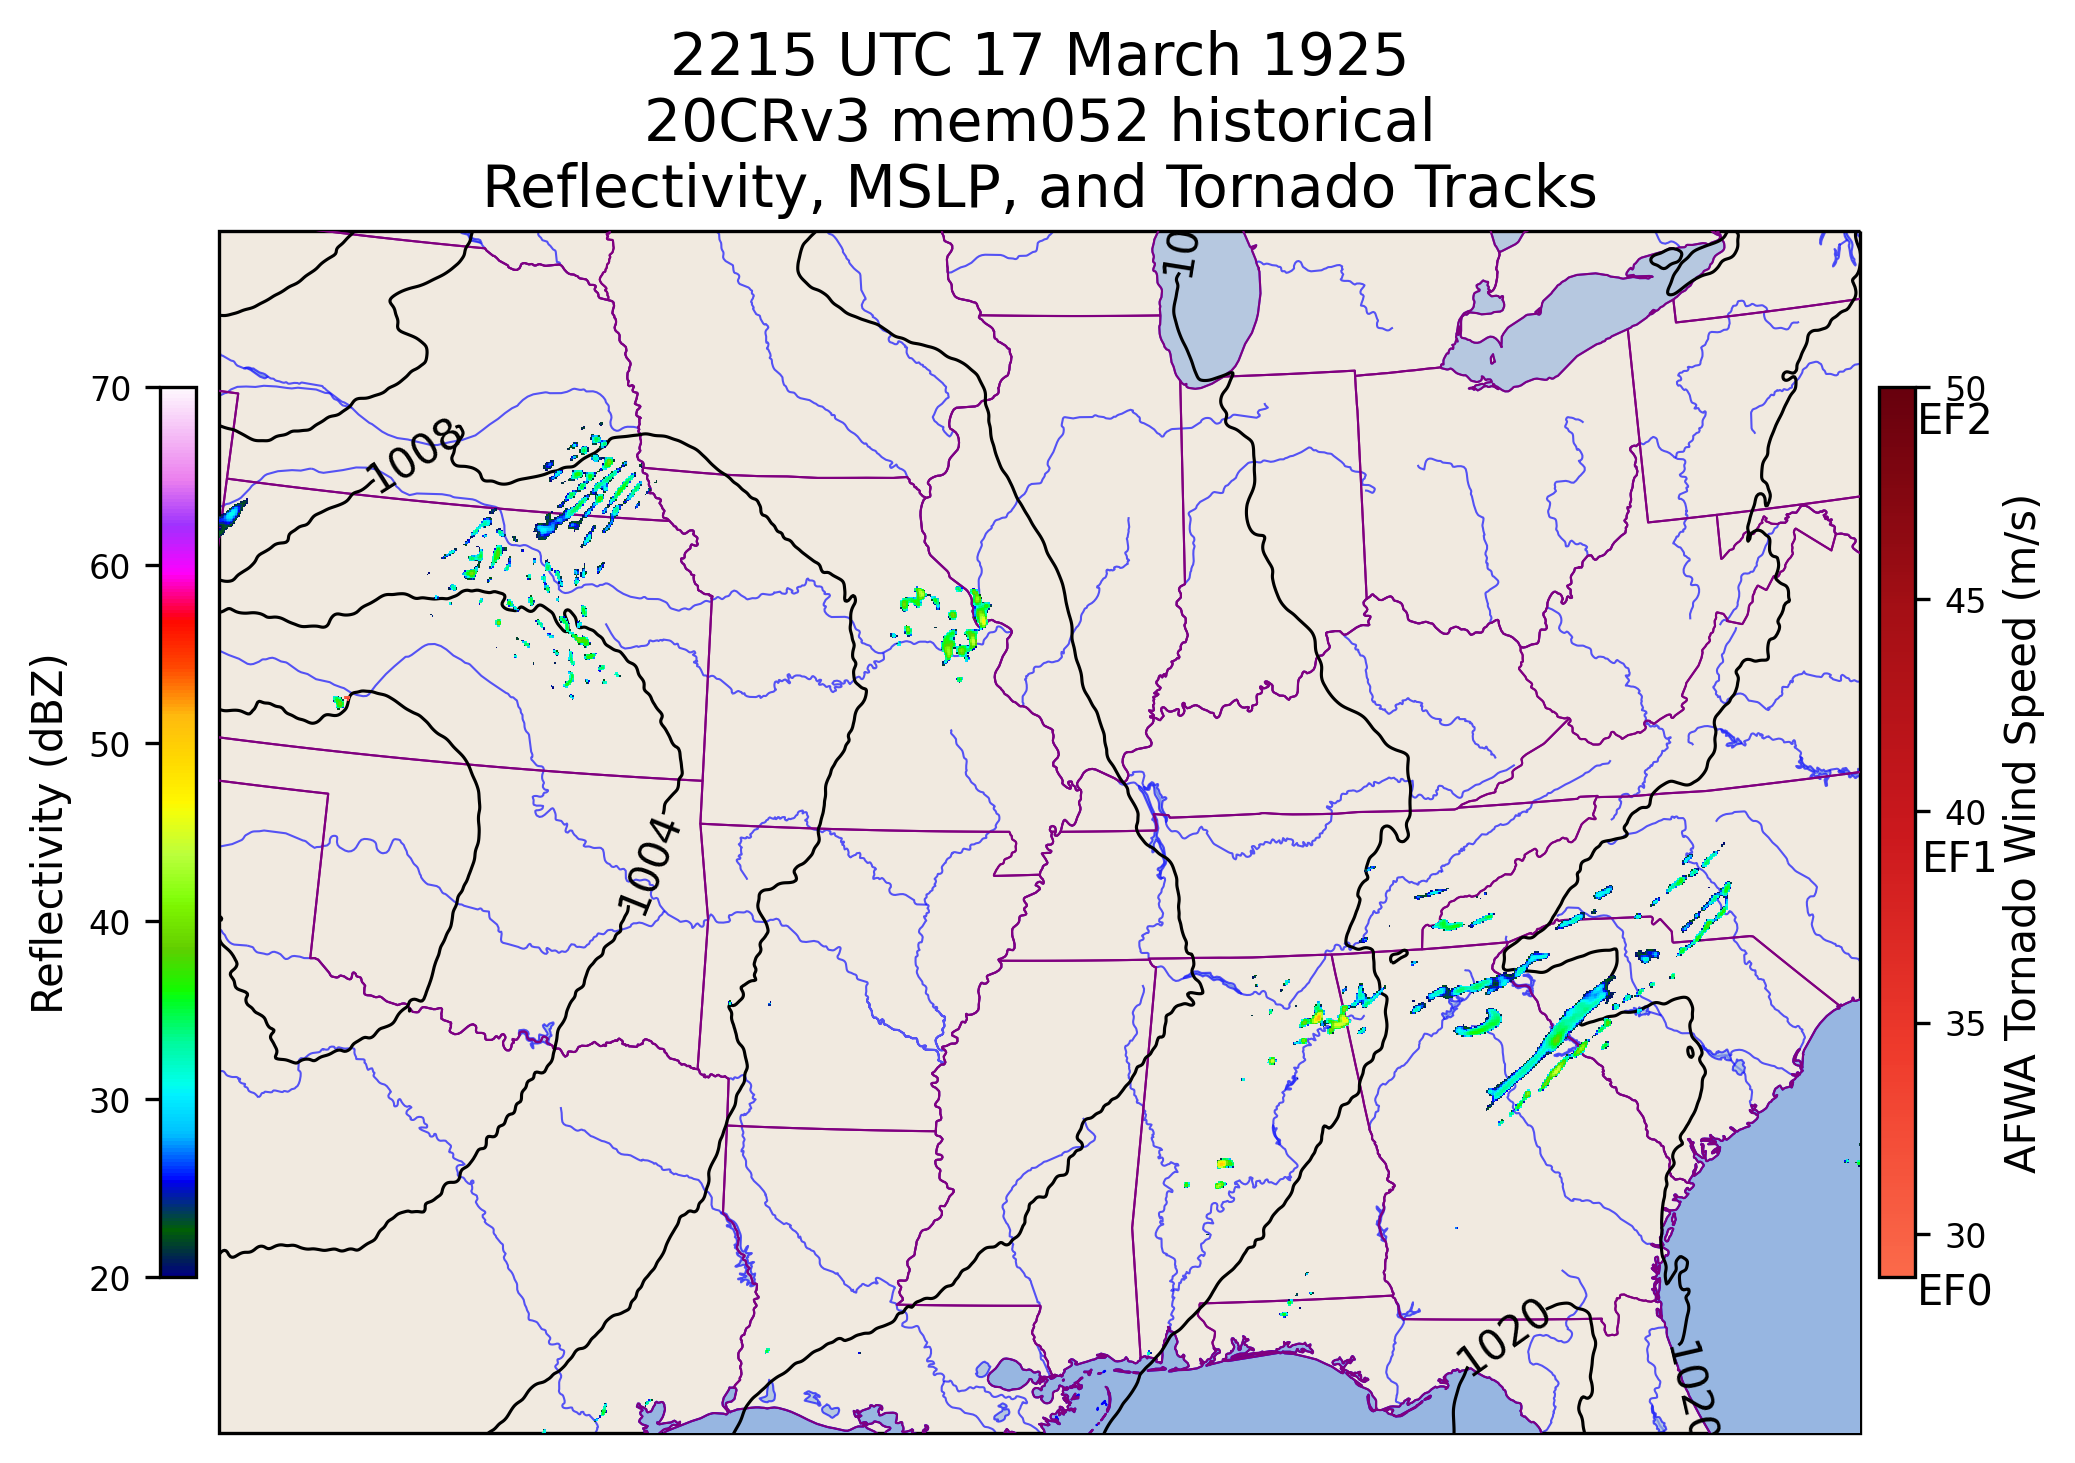 2215 UTC 17 March 1925
20CRv3 mem052 historical
Reflectivity, MSLP, and Tornado Tracks
70
60
50
40
30
20
Reflectivity (dBZ)
1008
1004
10
1020
1020
50
EF2
45
40
EF1
35
30
EF0
AFWA Tornado Wind Speed (m/s)